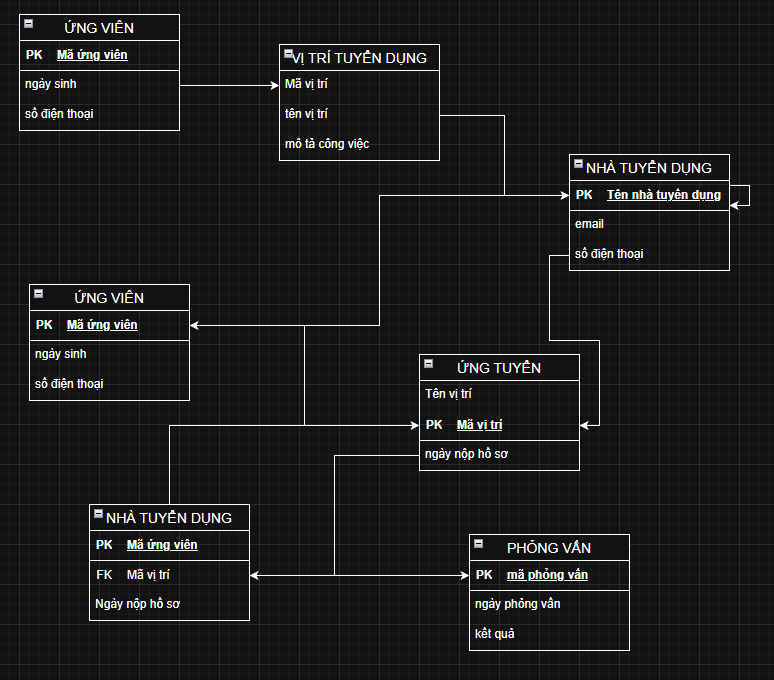 ỨNG VIÊN
PK Mã ứng viên
ngày sinh
số điện thoại
VỊ TRÍ TUYỂN DỤNG
Mã vị trí
tên vị trí
mô tả công việc
NHÀ TUYỂN DỤNG
PK Tên nhà tuyển dụng
email
số điện thoại
ỨNG VIÊN
PK Mã ứng viên
ngày sinh
số điện thoại
ỨNG TUYỂN
Tên vị trí
PK Mã vị trí
ngày nộp hồ sơ
NHÀ TUYỂN DỤNG
PK Mã ứng viên
FK Mã vị trí
Ngày nộp hồ sơ
PHỎNG VẤN
PK mã phỏng vấn
ngày phỏng vấn
kết quả